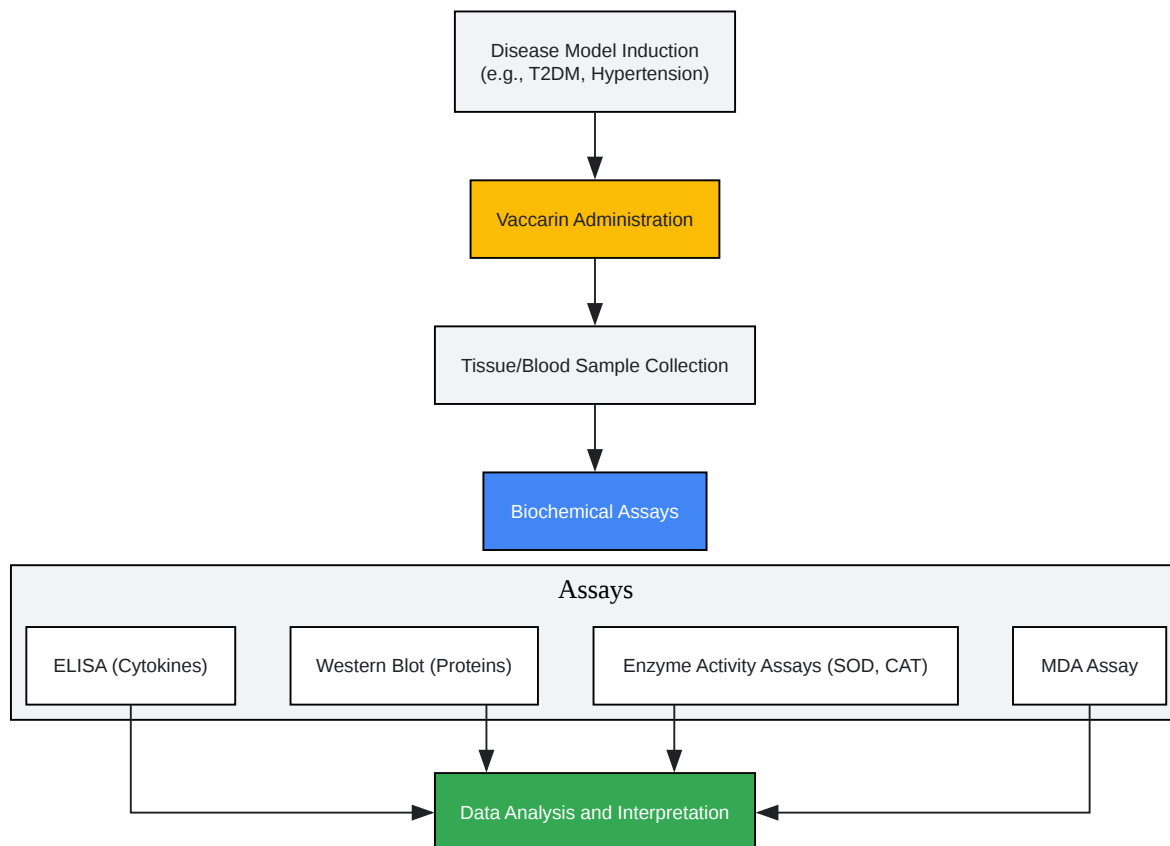 Disease Model Induction
(e.g., T2DM, Hypertension)
Vaccarin Administration
Tissue/Blood Sample Collection
Biochemical Assays
Assays
ELISA (Cytokines)
Western Blot (Proteins)
Enzyme Activity Assays (SOD, CAT)
MDA Assay
Data Analysis and Interpretation